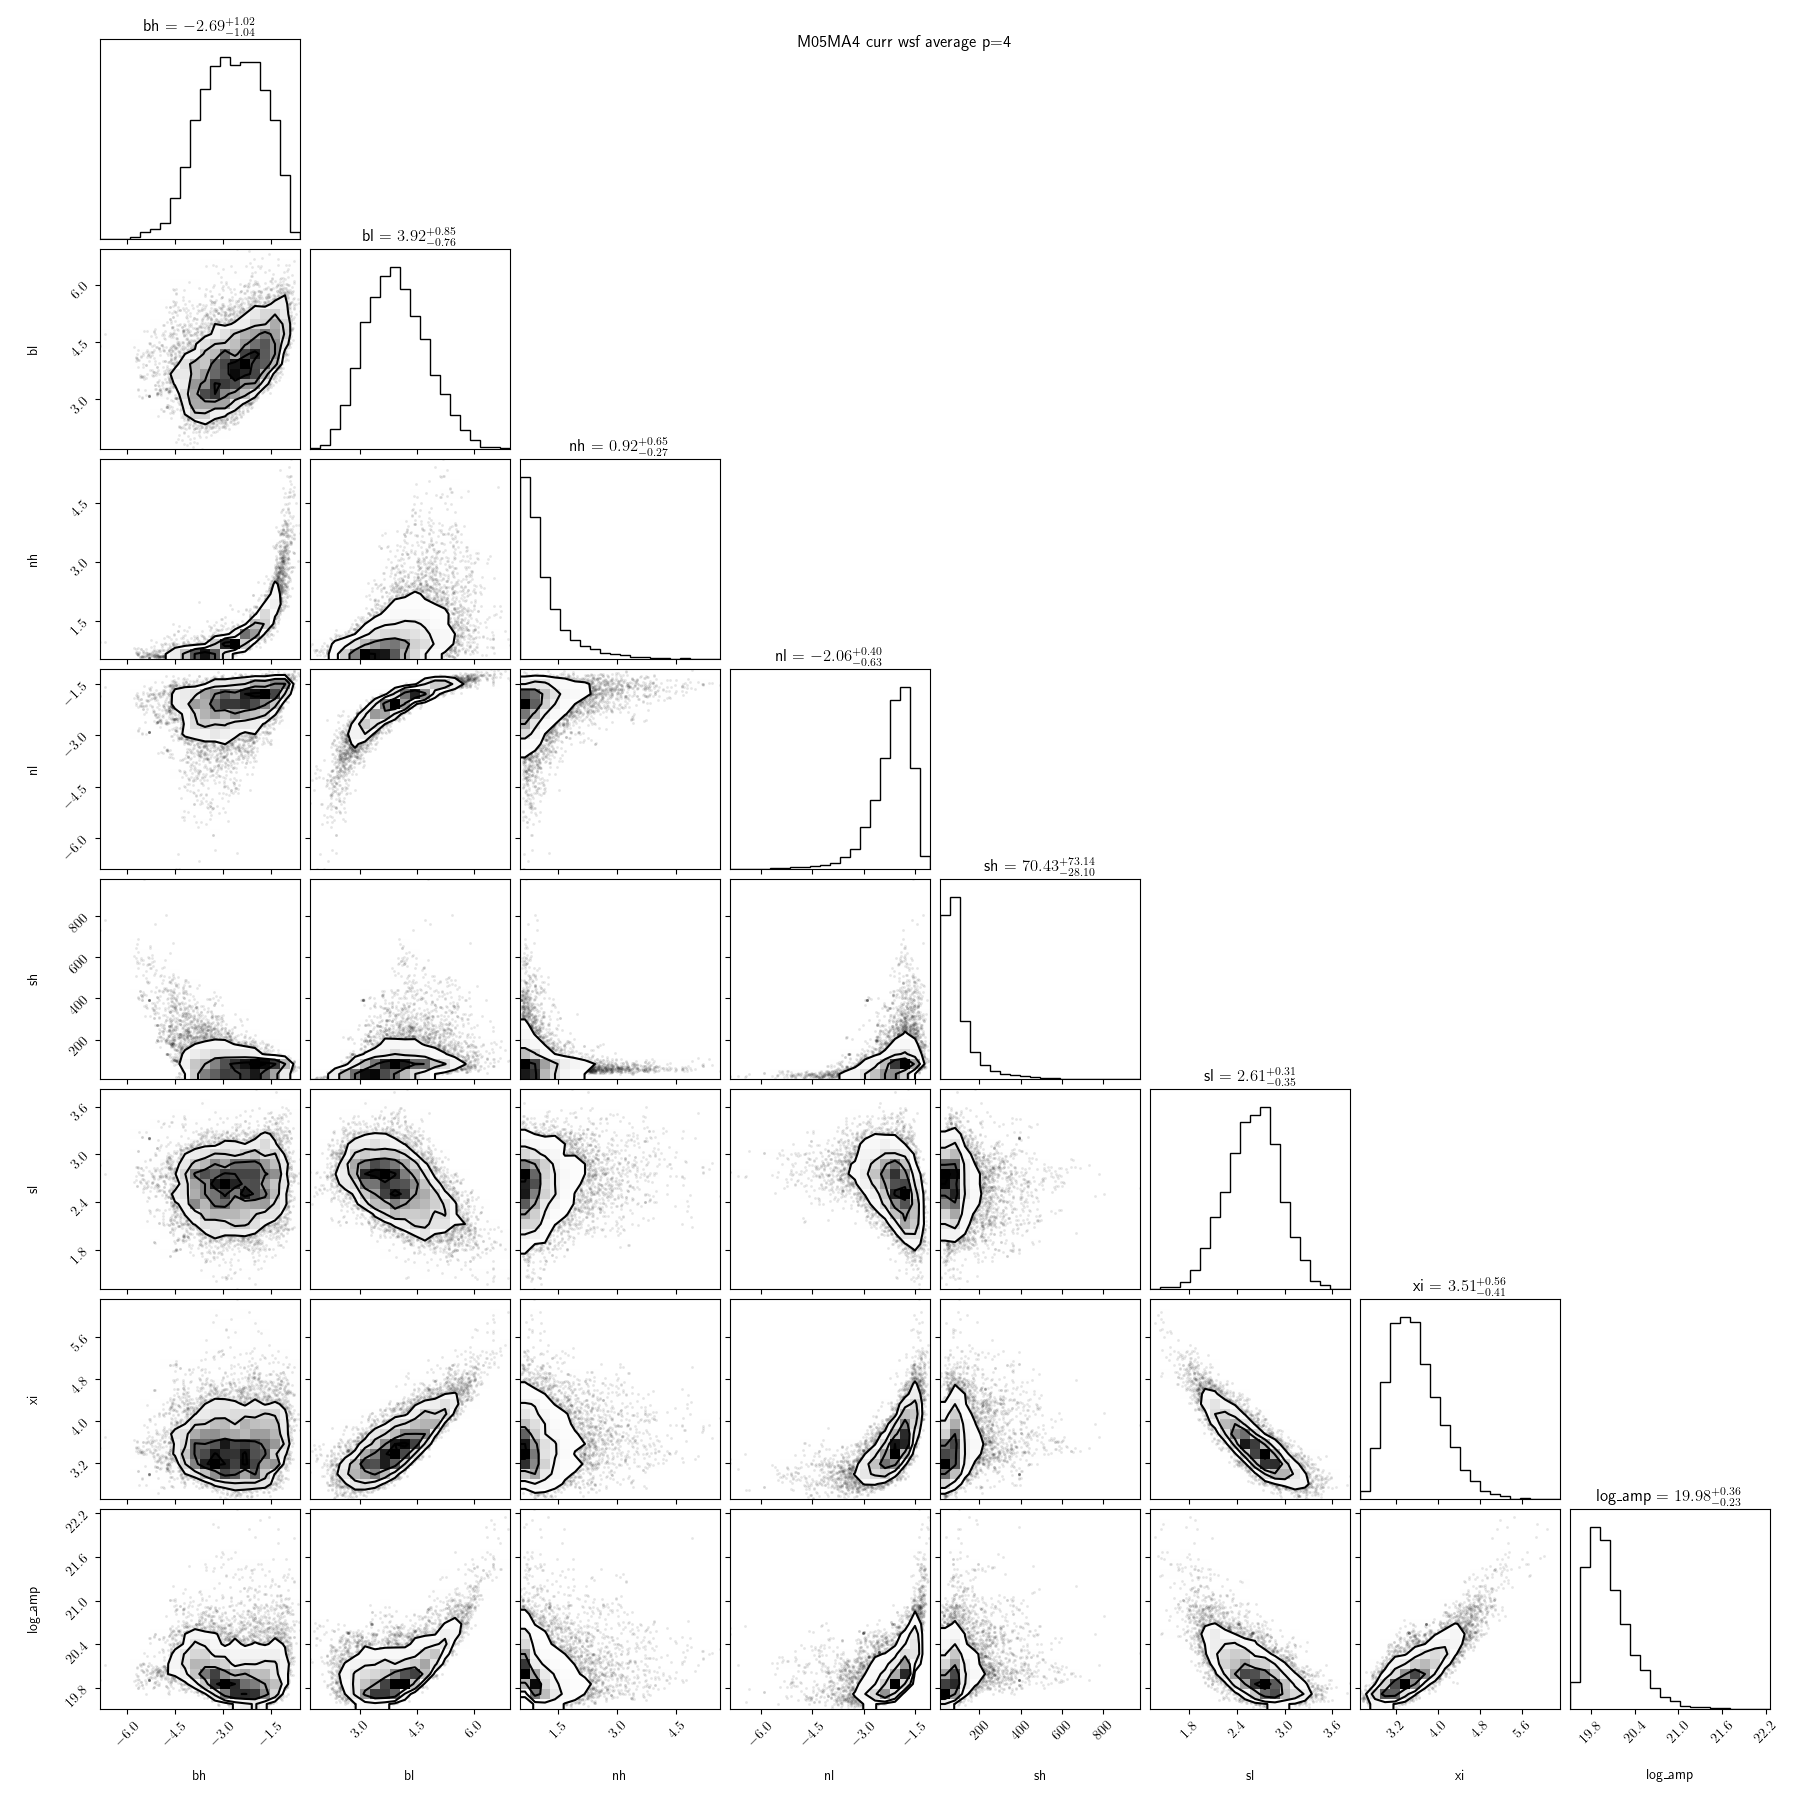 M05MA4 curr wsf average p=4
bh = −2.69+1.02 −1.04
bl = 3.92+0.85 −0.76
6.0
4.5
3.0
bl
nh = 0.92+0.65 −0.27
4.5
3.0
1.5
nh
nl = −2.06+0.40 −0.63
−1.5
−3.0
−4.5
−6.0
nl
sh = 70.43+73.14 −28.10
800
600
400
200
sh
sl = 2.61+0.31 −0.35
3.6
3.0
2.4
1.8
sl
xi = 3.51+0.56 −0.41
5.6
4.8
4.0
3.2
xi
log_amp = 19.98+0.36 −0.23
22.2
21.6
21.0
20.4
19.8
log_amp
−6.0 −4.5 −3.0 −1.5 3.0 4.5 6.0 1.5 3.0 4.5 −6.0 −4.5 −3.0 −1.5 200 400 600 800 1.8 2.4 3.0 3.6 3.2 4.0 4.8 5.6 19.8 20.4 21.0 21.6 22.2
bh bl nh nl sh sl xi log_amp